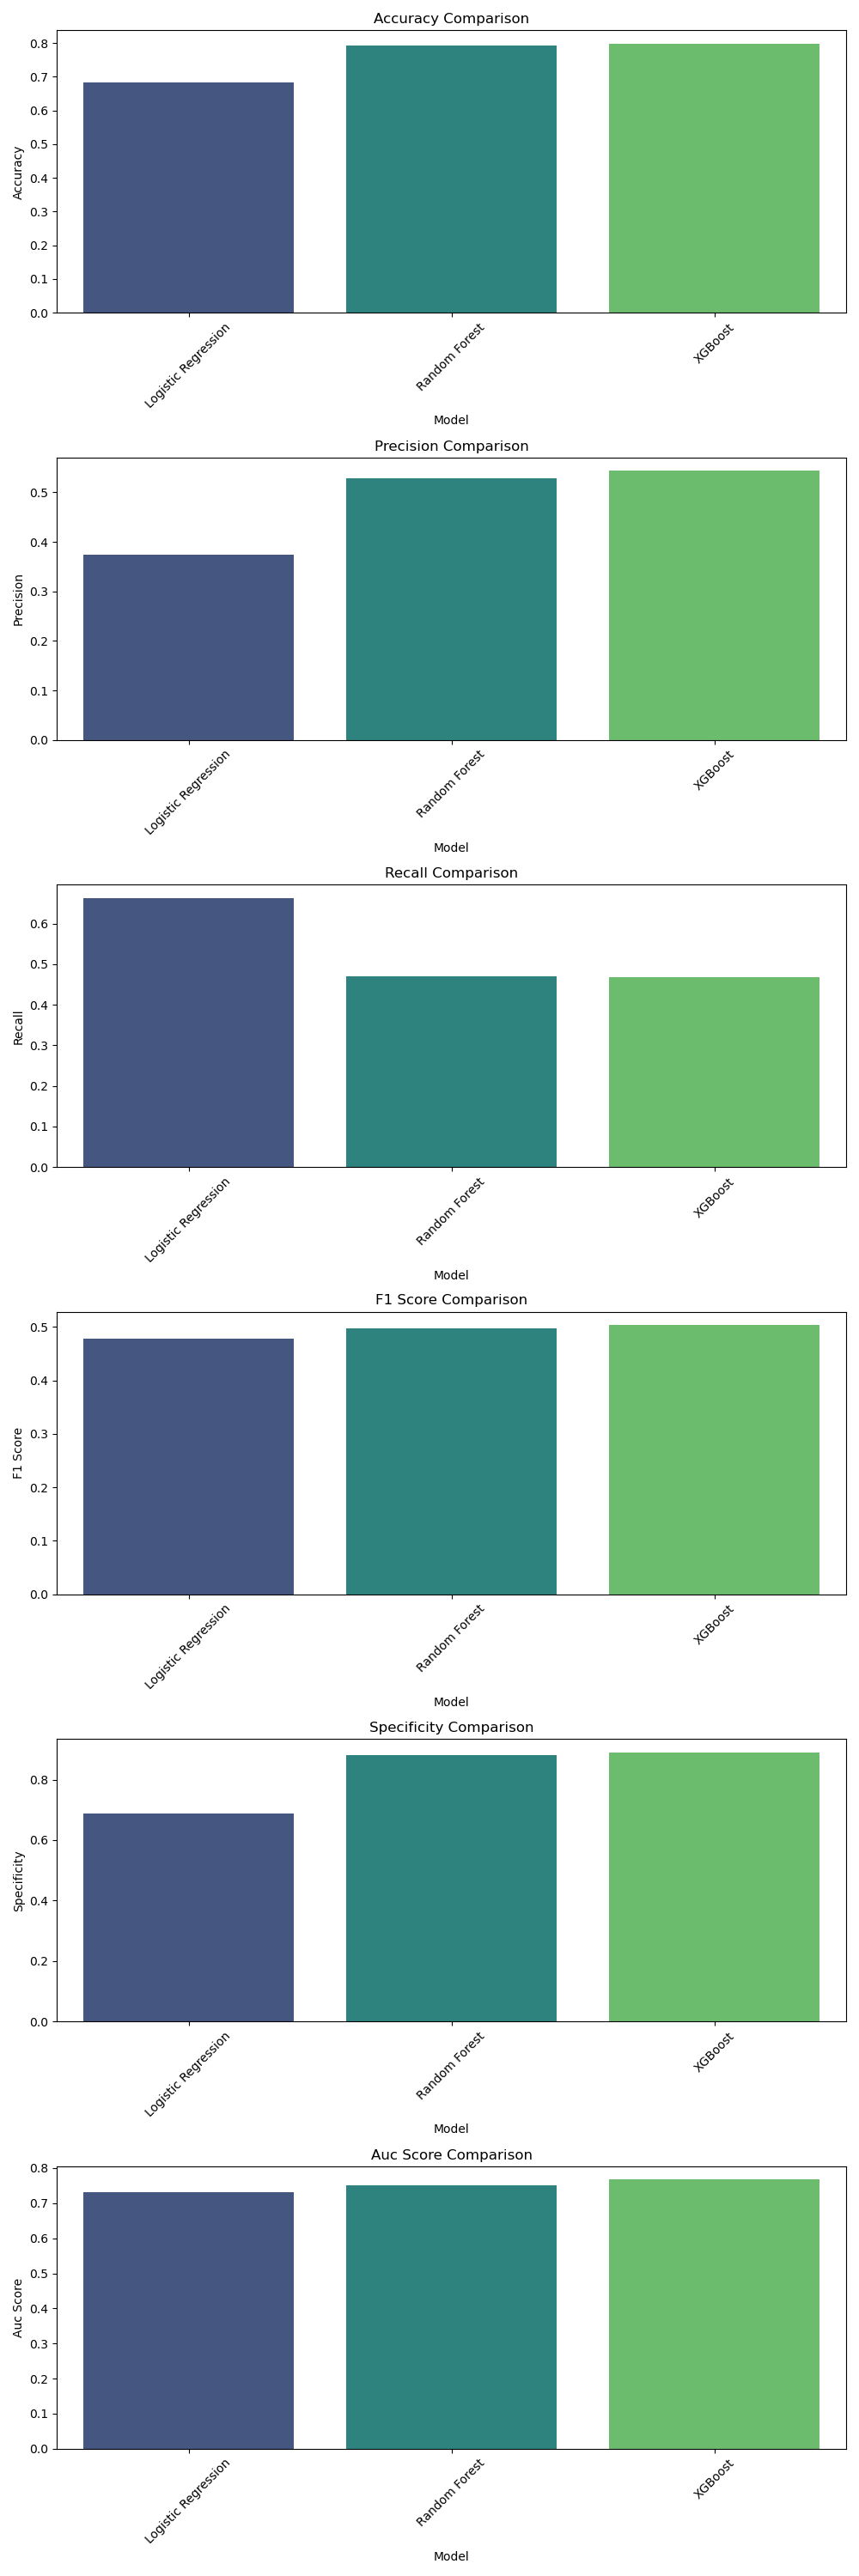 Accuracy Comparison
0.8
0.7
0.6
0.5
0.4
0.3
0.2
0.1
0.0
Accuracy
Logistic Regression
Random Forest
XGBoost
Model
Precision Comparison
0.5
0.4
0.3
0.2
0.1
0.0
Precision
Logistic Regression
Random Forest
XGBoost
Model
Recall Comparison
0.6
0.5
0.4
0.3
0.2
0.1
0.0
Recall
Logistic Regression
Random Forest
XGBoost
Model
F1 Score Comparison
0.5
0.4
0.3
0.2
0.1
0.0
F1 Score
Logistic Regression
Random Forest
XGBoost
Model
Specificity Comparison
0.8
0.6
0.4
0.2
0.0
Specificity
Logistic Regression
Random Forest
XGBoost
Model
Auc Score Comparison
0.8
0.7
0.6
0.5
0.4
0.3
0.2
0.1
0.0
Auc Score
Logistic Regression
Random Forest
XGBoost
Model